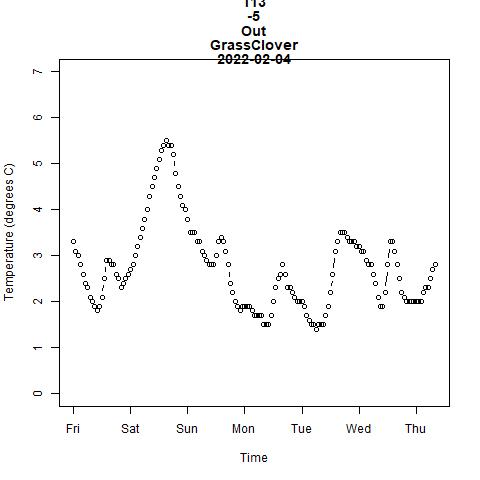 113
-5
Out
GrassClover
2022-02-04
Temperature (degrees C)
7
6
5
4
3
2
1
0
Fri
Sat
Sun
Mon
Tue
Wed
Thu
Time